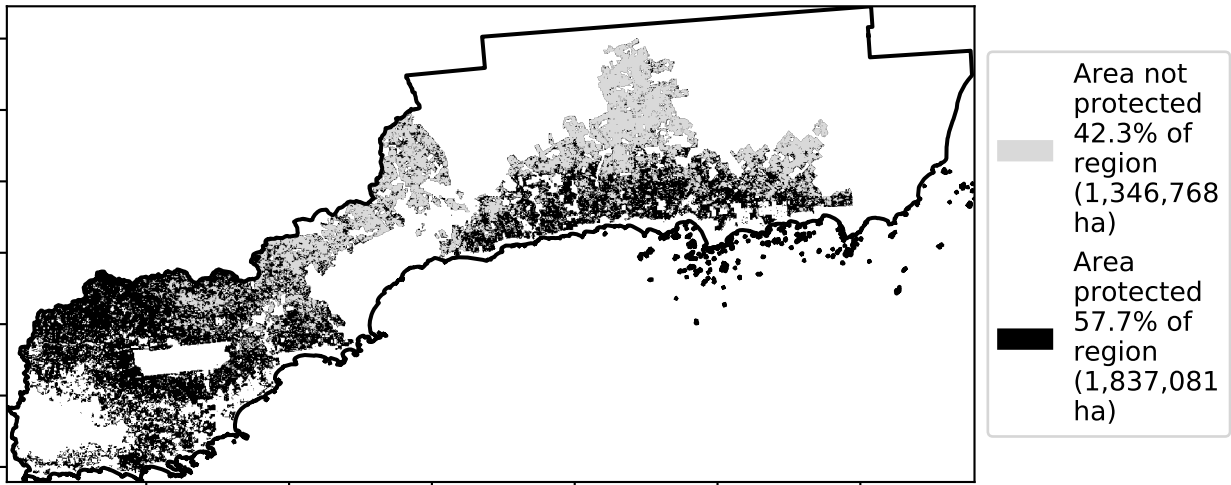 Area not
protected
42.3% of
region
(1,346,768
ha)
Area
protected
57.7% of
region
(1,837,081
ha)